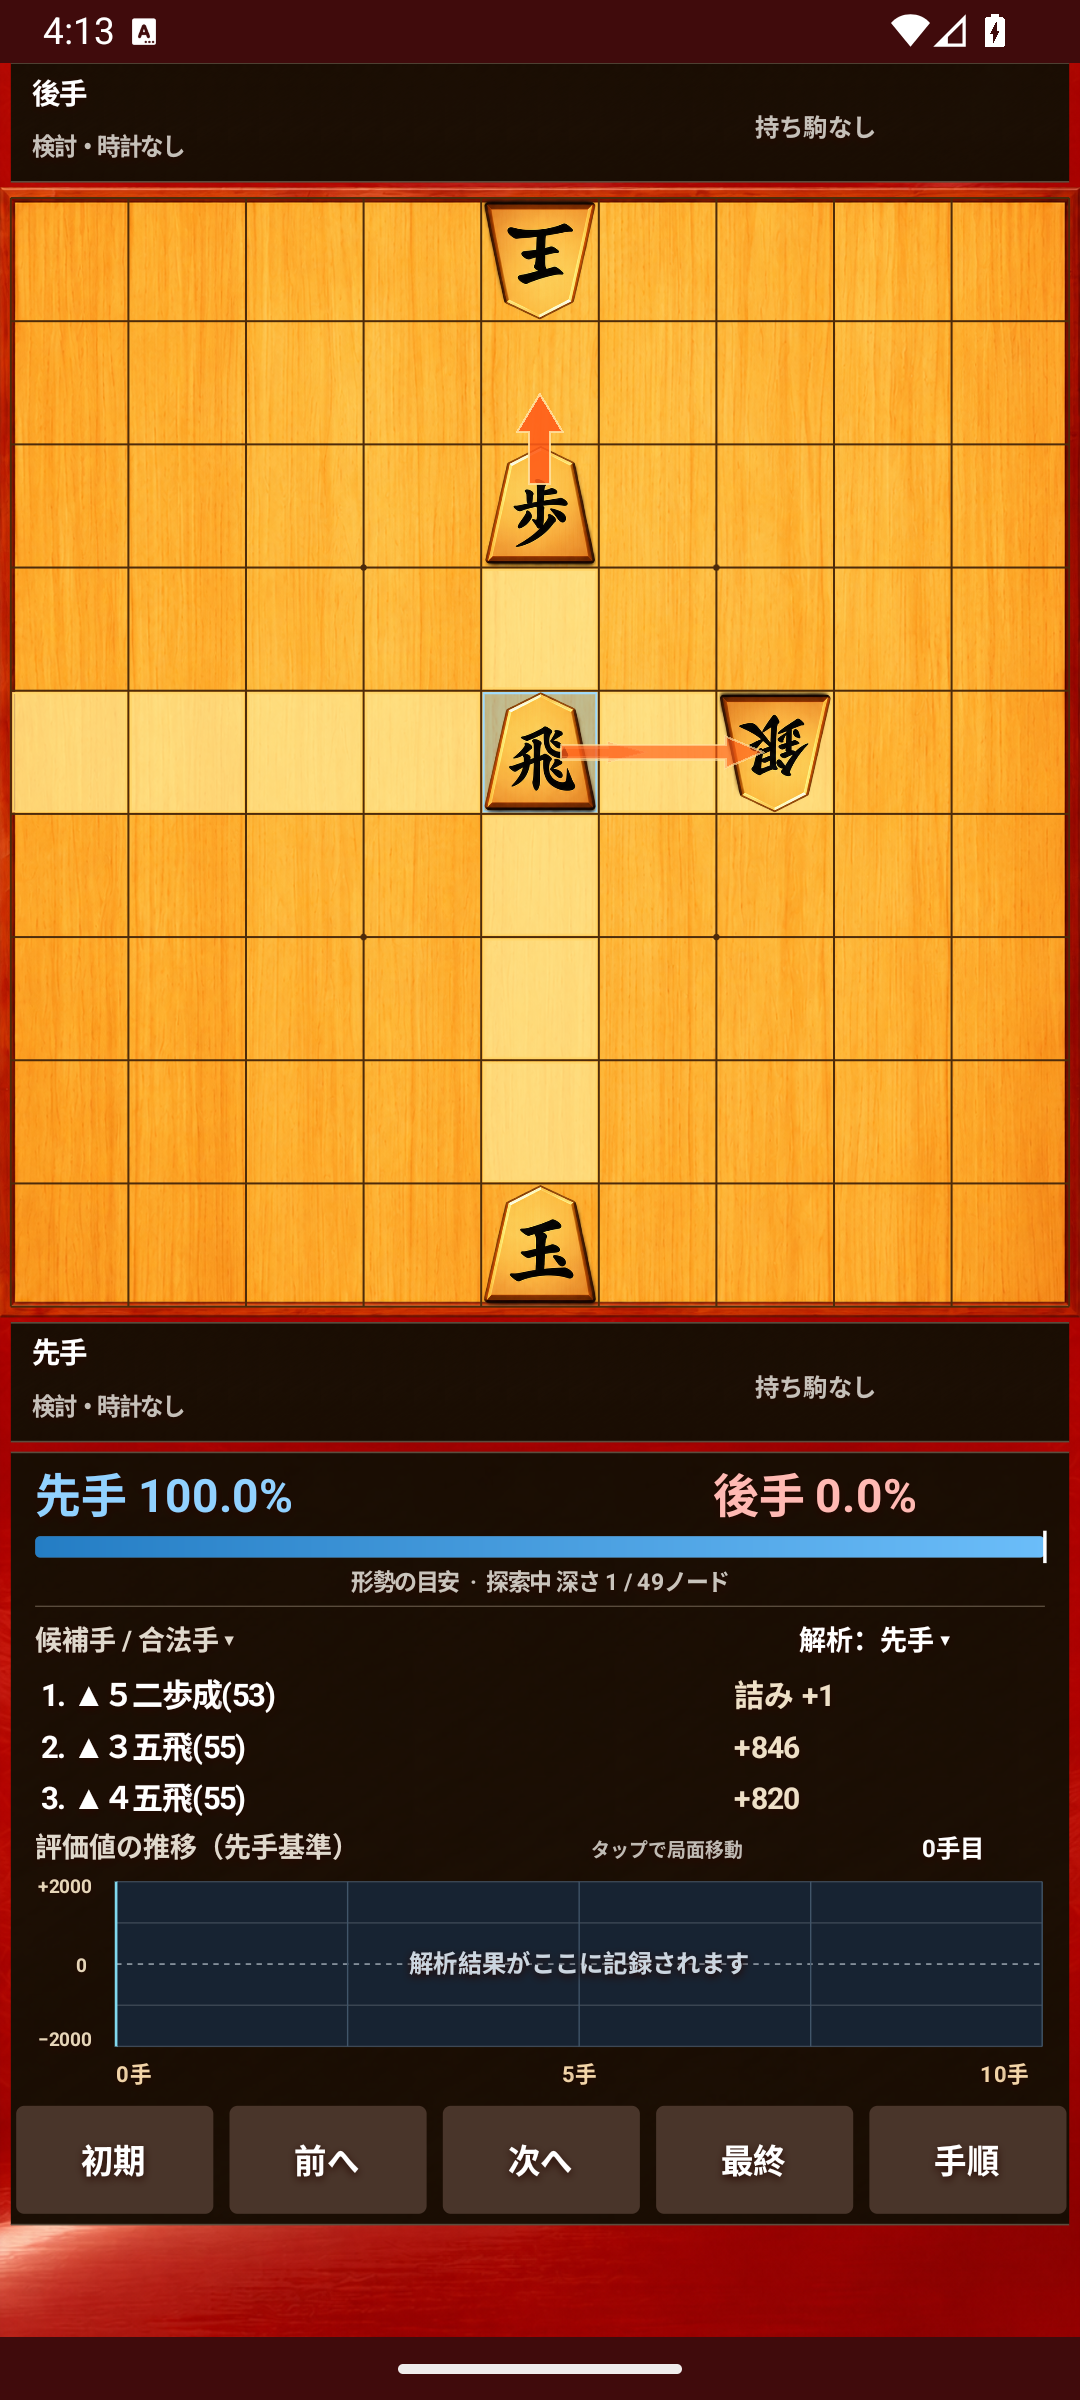 4:13 A
後手
検討・時計なし
持ち駒なし
王
歩
飛
銀
玉
先手
検討・時計なし
持ち駒なし
先手 100.0%
後手 0.0%
形勢の目安 · 探索中 深さ 1 / 49ノード
候補手 / 合法手 ▾
解析：先手 ▾
1. ▲５二歩成(53) 詰み +1
2. ▲３五飛(55) +846
3. ▲４五飛(55) +820
評価値の推移（先手基準） タップで局面移動 0手目
+2000
0
−2000
解析結果がここに記録されます
0手 5手 10手
初期 前へ 次へ 最終 手順